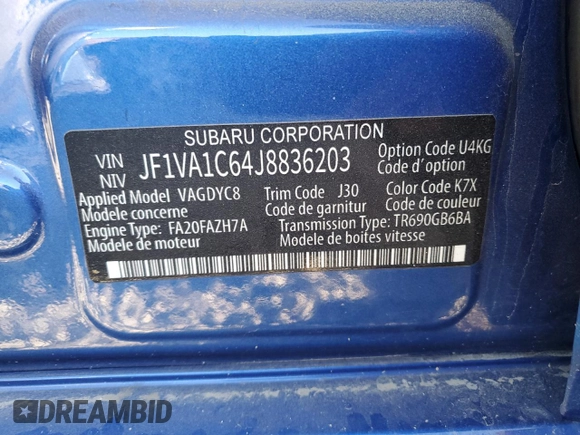 SUBARU CORPORATION
VIN
NIV
JF1VA1C64J8836203
Option Code U4KG
Code d'option
Applied Model VAGDYC8
Modele concerne
Trim Code J30
Code de garnitur
Color Code K7X
Code de couleur
Engine Type: FA20FAZH7A
Modele de moteur
Transmission Type: TR690GB6BA
Modele de boites vitesse
DREAMBID